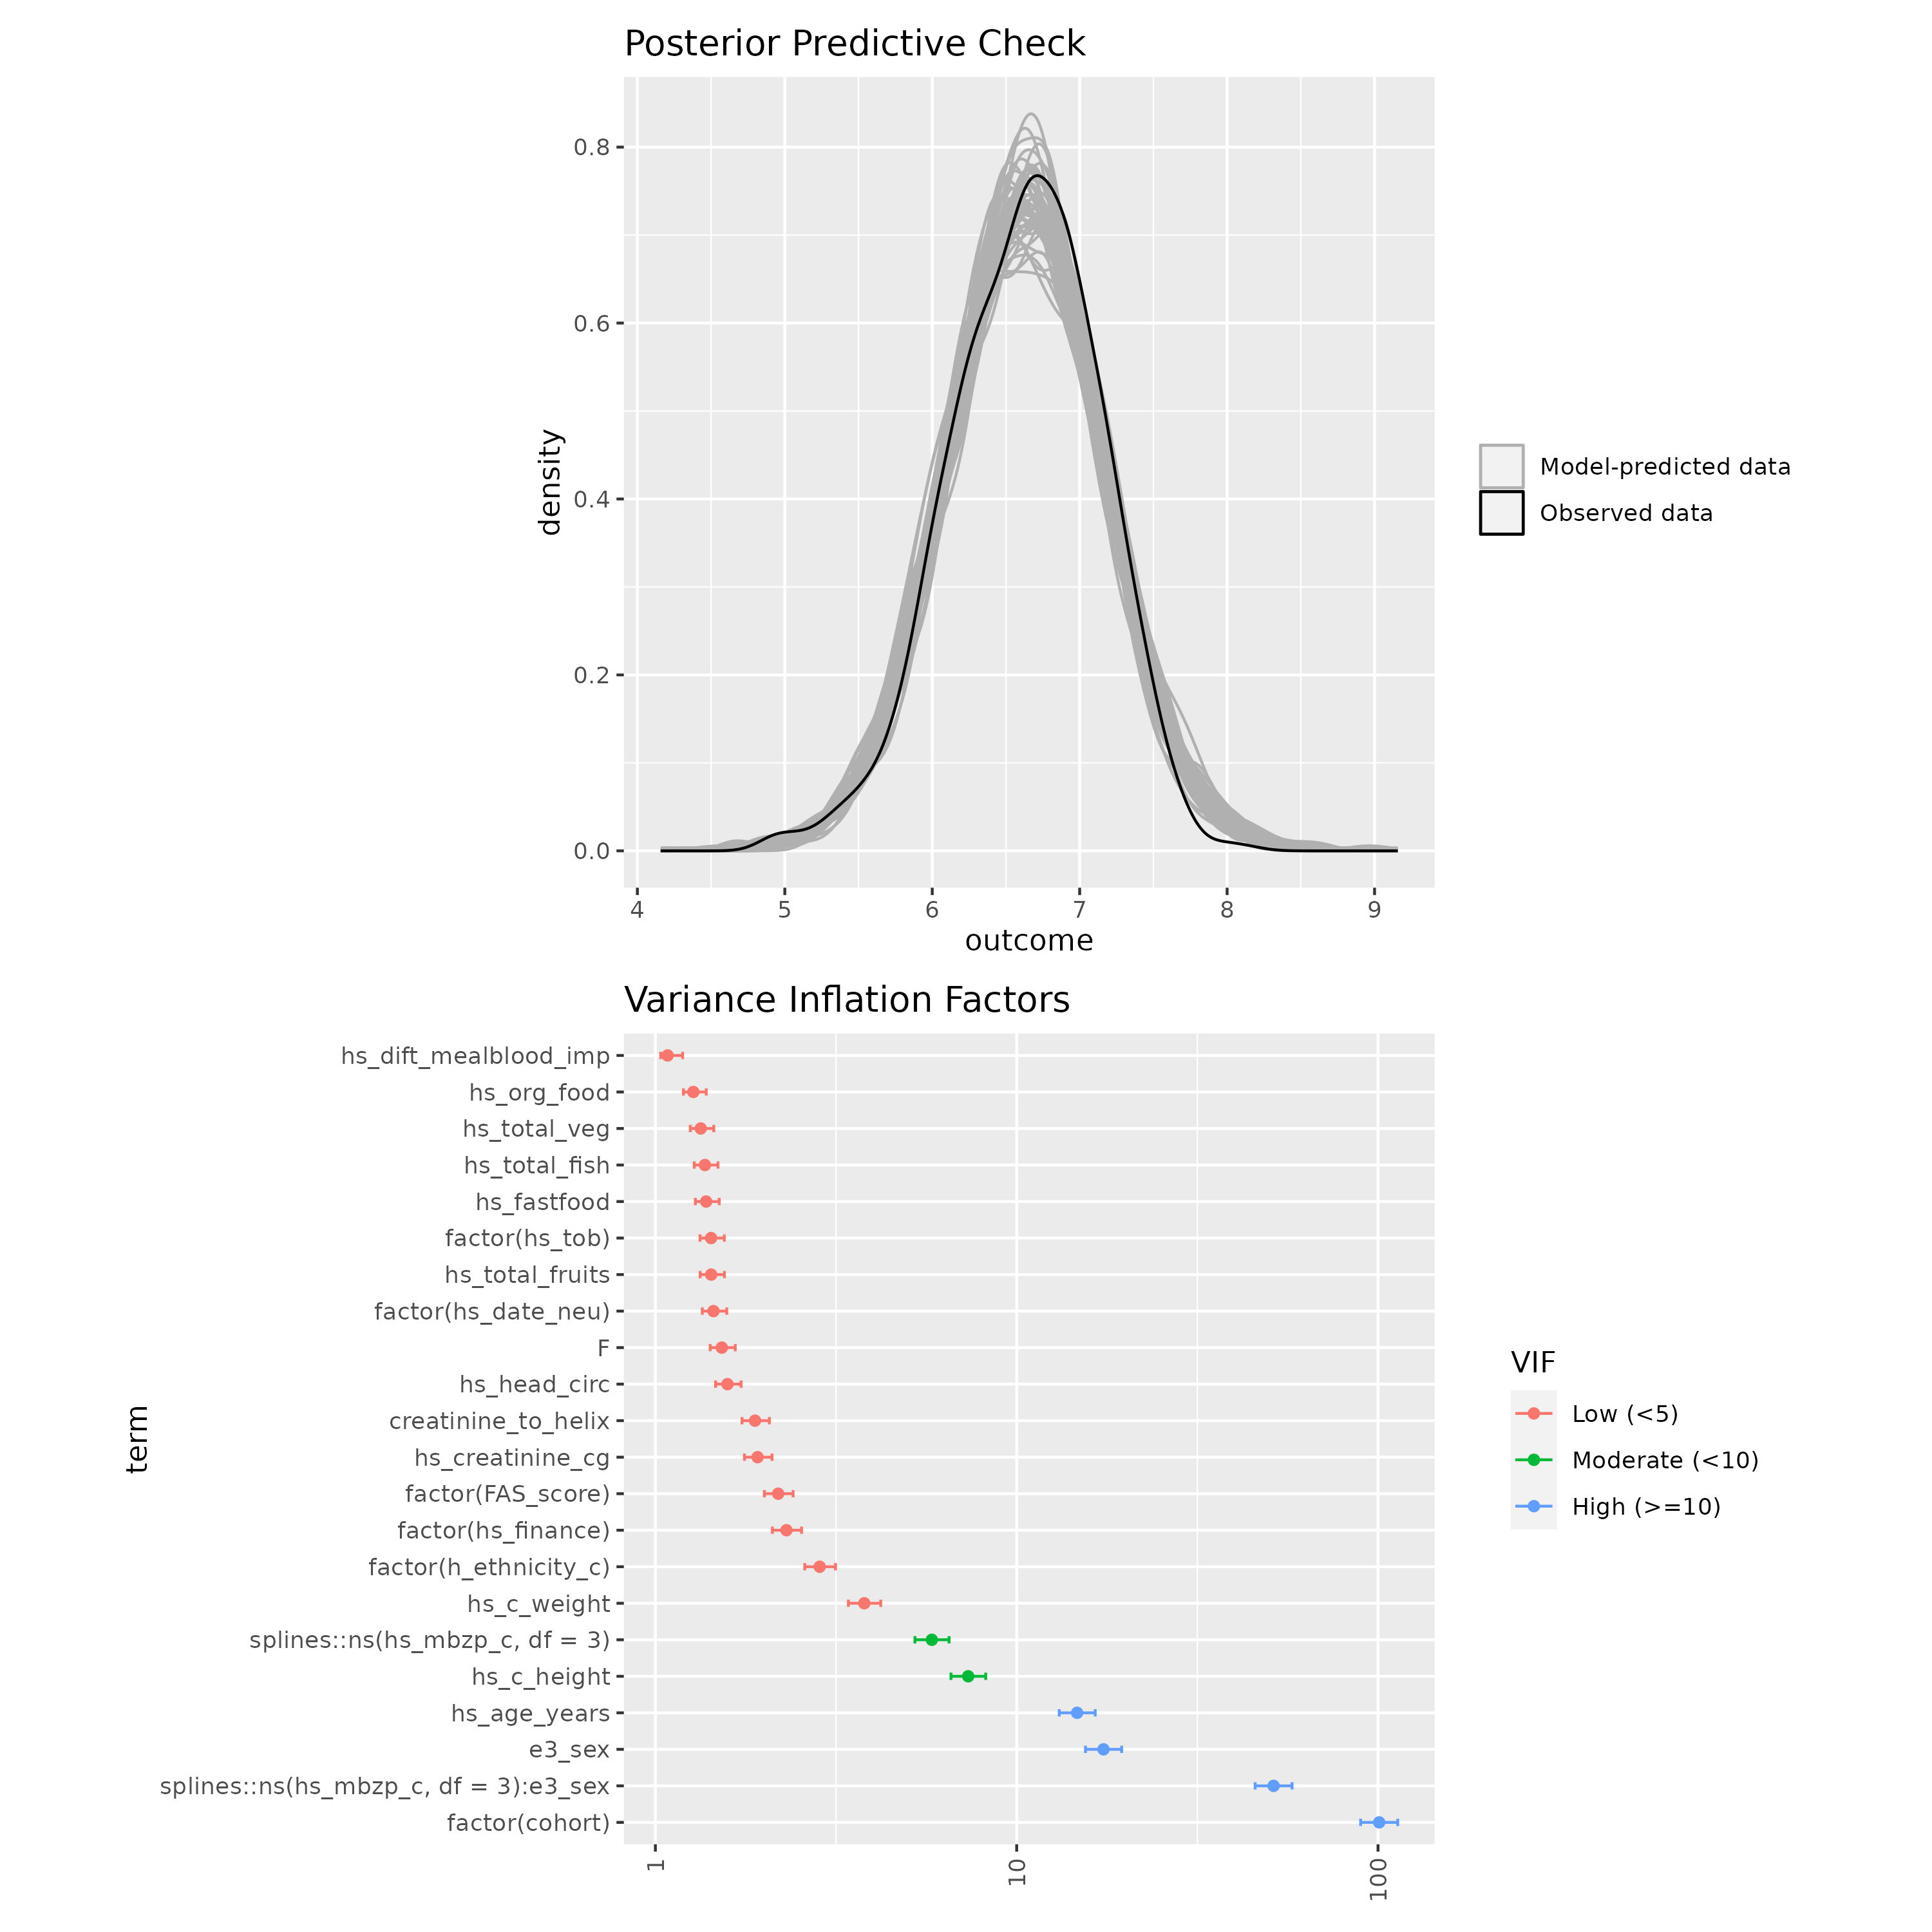 Posterior Predictive Check
0.8
0.6
0.4
0.2
0.0
density
4 5 6 7 8 9
outcome
Model-predicted data
Observed data
Variance Inflation Factors
term
hs_dift_mealblood_imp
hs_org_food
hs_total_veg
hs_total_fish
hs_fastfood
factor(hs_tob)
hs_total_fruits
factor(hs_date_neu)
F
hs_head_circ
creatinine_to_helix
hs_creatinine_cg
factor(FAS_score)
factor(hs_finance)
factor(h_ethnicity_c)
hs_c_weight
splines::ns(hs_mbzp_c, df = 3)
hs_c_height
hs_age_years
e3_sex
splines::ns(hs_mbzp_c, df = 3):e3_sex
factor(cohort)
1 10 100
VIF
Low (<5)
Moderate (<10)
High (>=10)